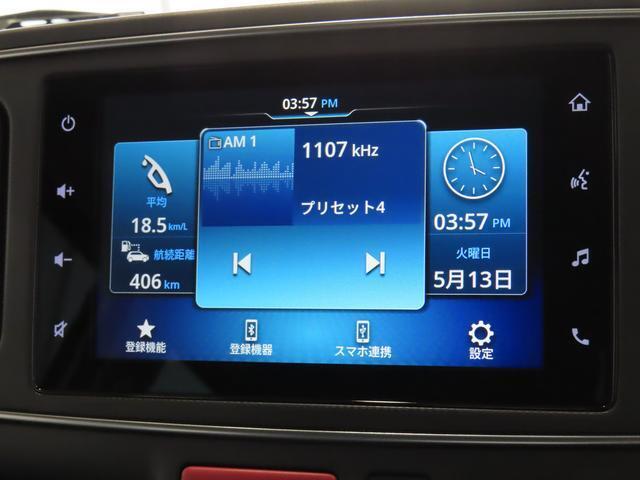 03:57 PM
AM 1
1107 kHz
プリセット4
平均
18.5 km/L
航続距離
406 km
03:57 PM
火曜日
5月13日
登録機能
登録機器
スマホ連携
設定